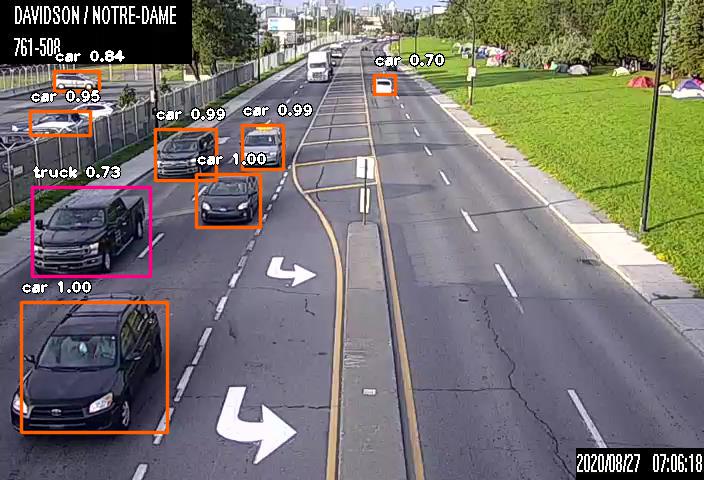 DAVIDSON / NOTRE-DAME
761-508
car 0.84
car 0.70
car 0.95
car 0.99
car 0.99
car 1.00
truck 0.73
car 1.00
2020/08/27 07:06:18